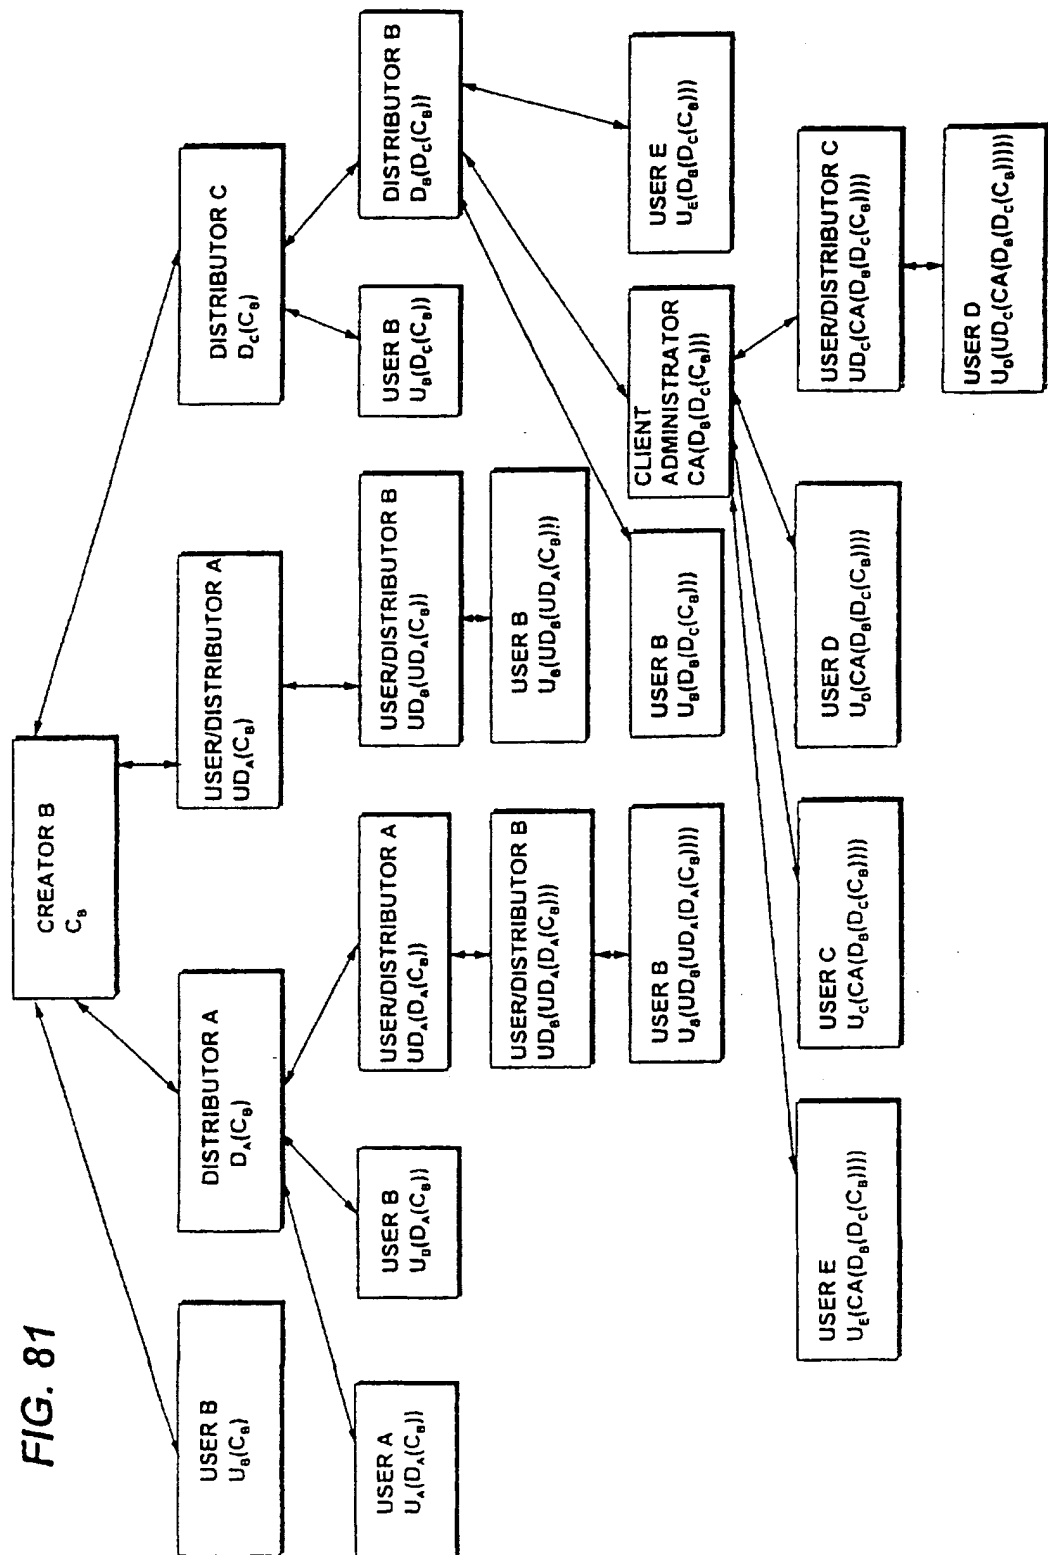 FIG. 81
CREATOR B
C_B
USER B
U_B(C_B)
DISTRIBUTOR A
D_A(C_B)
USER/DISTRIBUTOR A
UD_A(C_B)
DISTRIBUTOR C
D_C(C_B)
USER A
U_A(D_A(C_B))
USER B
U_B(D_A(C_B))
USER/DISTRIBUTOR A
UD_A(D_A(C_B))
USER/DISTRIBUTOR B
UD_B(UD_A(C_B))
USER B
U_B(D_C(C_B))
DISTRIBUTOR B
D_B(D_C(C_B))
USER/DISTRIBUTOR B
UD_B(UD_A(D_A(C_B)))
USER B
U_B(UD_B(UD_A(C_B)))
USER B
U_B(UD_B(UD_A(D_A(C_B))))
USER B
U_B(D_B(D_C(C_B)))
CLIENT
ADMINISTRATOR
CA(D_B(D_C(C_B)))
USER E
U_E(D_B(D_C(C_B)))
USER E
U_E(CA(D_B(D_C(C_B))))
USER C
U_C(CA(D_B(D_C(C_B))))
USER D
U_D(CA(D_B(D_C(C_B))))
USER/DISTRIBUTOR C
UD_C(CA(D_B(D_C(C_B))))
USER D
U_D(UD_C(CA(D_B(D_C(C_B)))))